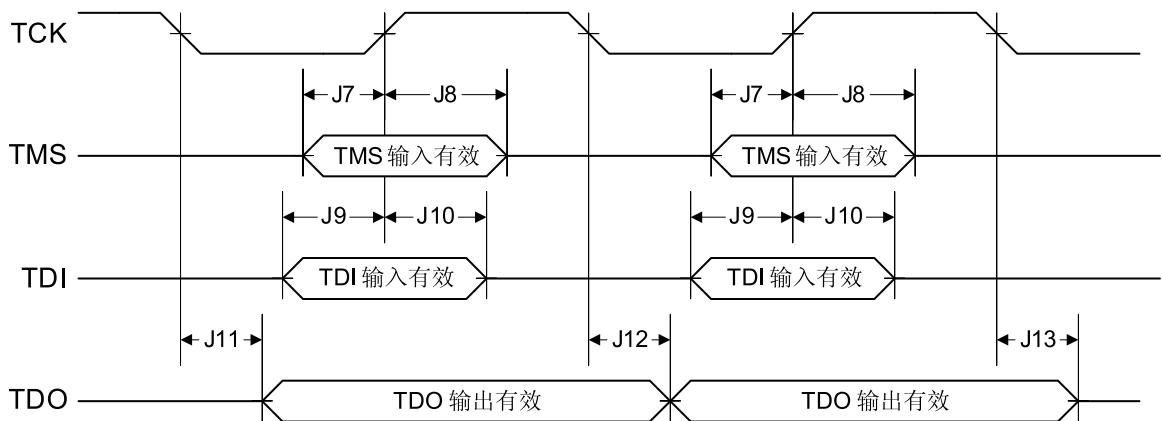 TCK
J7 J8 J7 J8
TMS TMS 输入有效 TMS 输入有效
J9 J10 J9 J10
TDI TDI 输入有效 TDI 输入有效
J11 J12 J13
TDO TDO 输出有效 TDO 输出有效